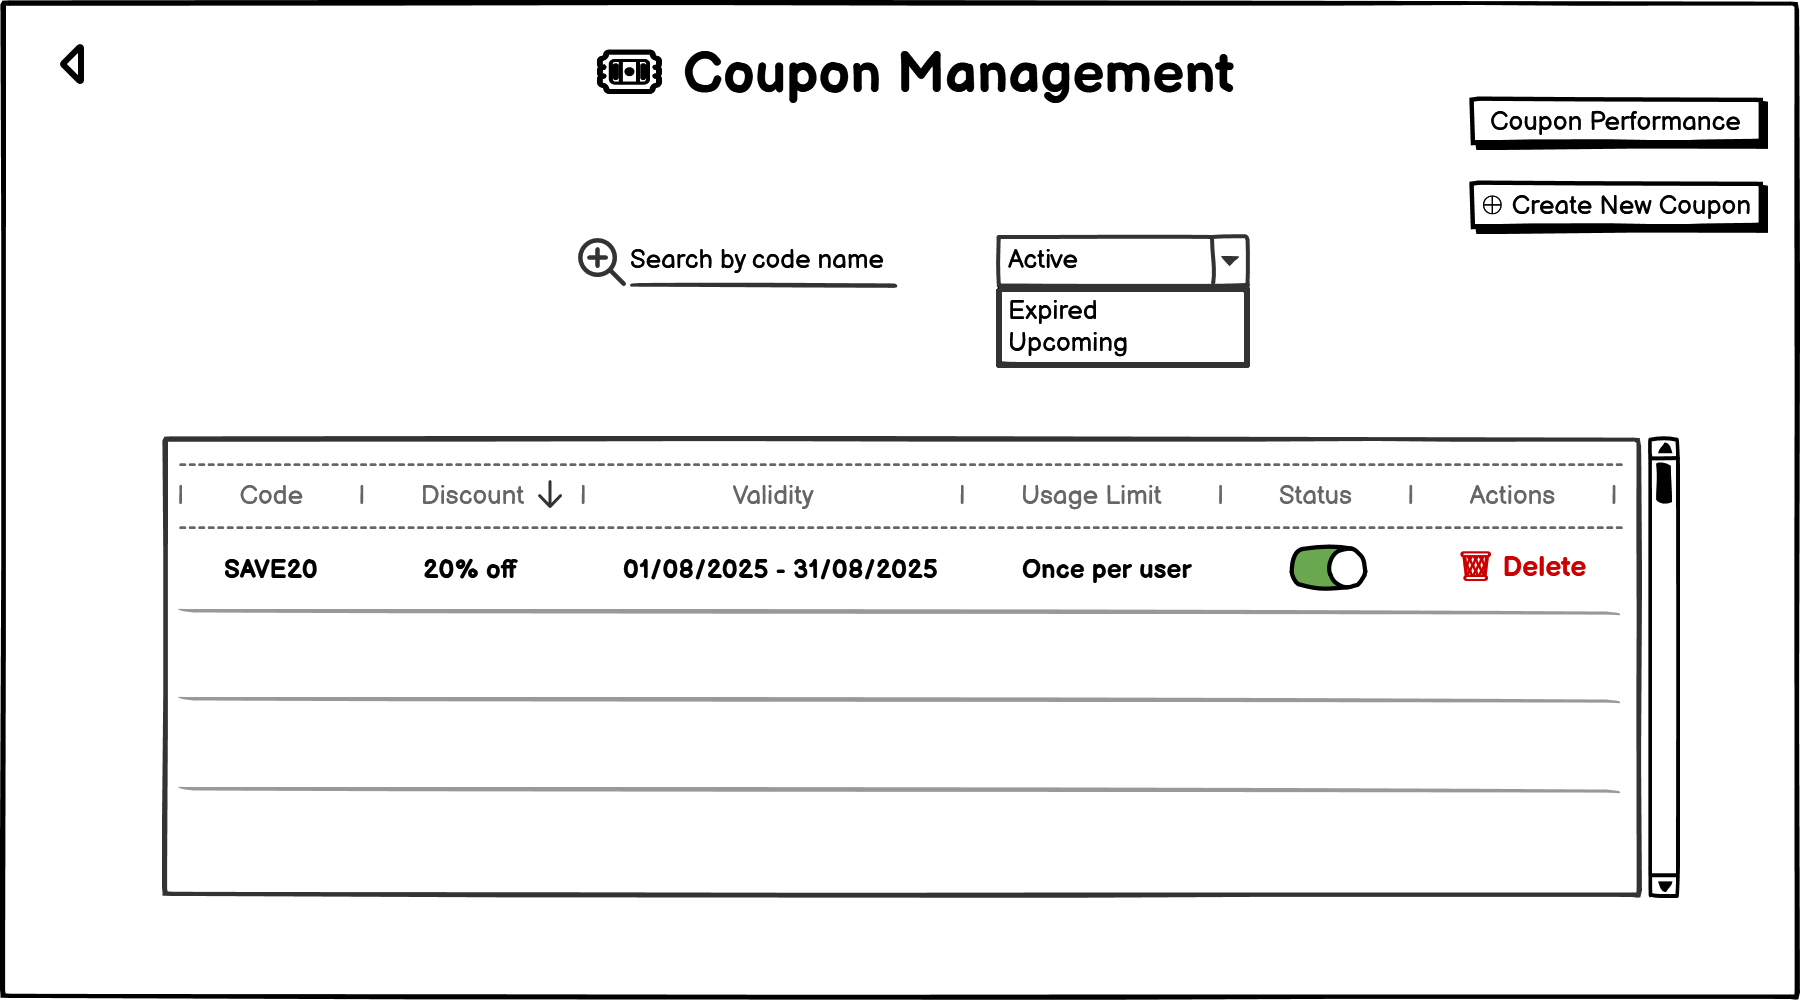 Coupon Management
Coupon Performance
Create New Coupon
Search by code name
Active
Expired
Upcoming
Code Discount Validity Usage Limit Status Actions
SAVE20 20% off 01/08/2025 - 31/08/2025 Once per user Delete